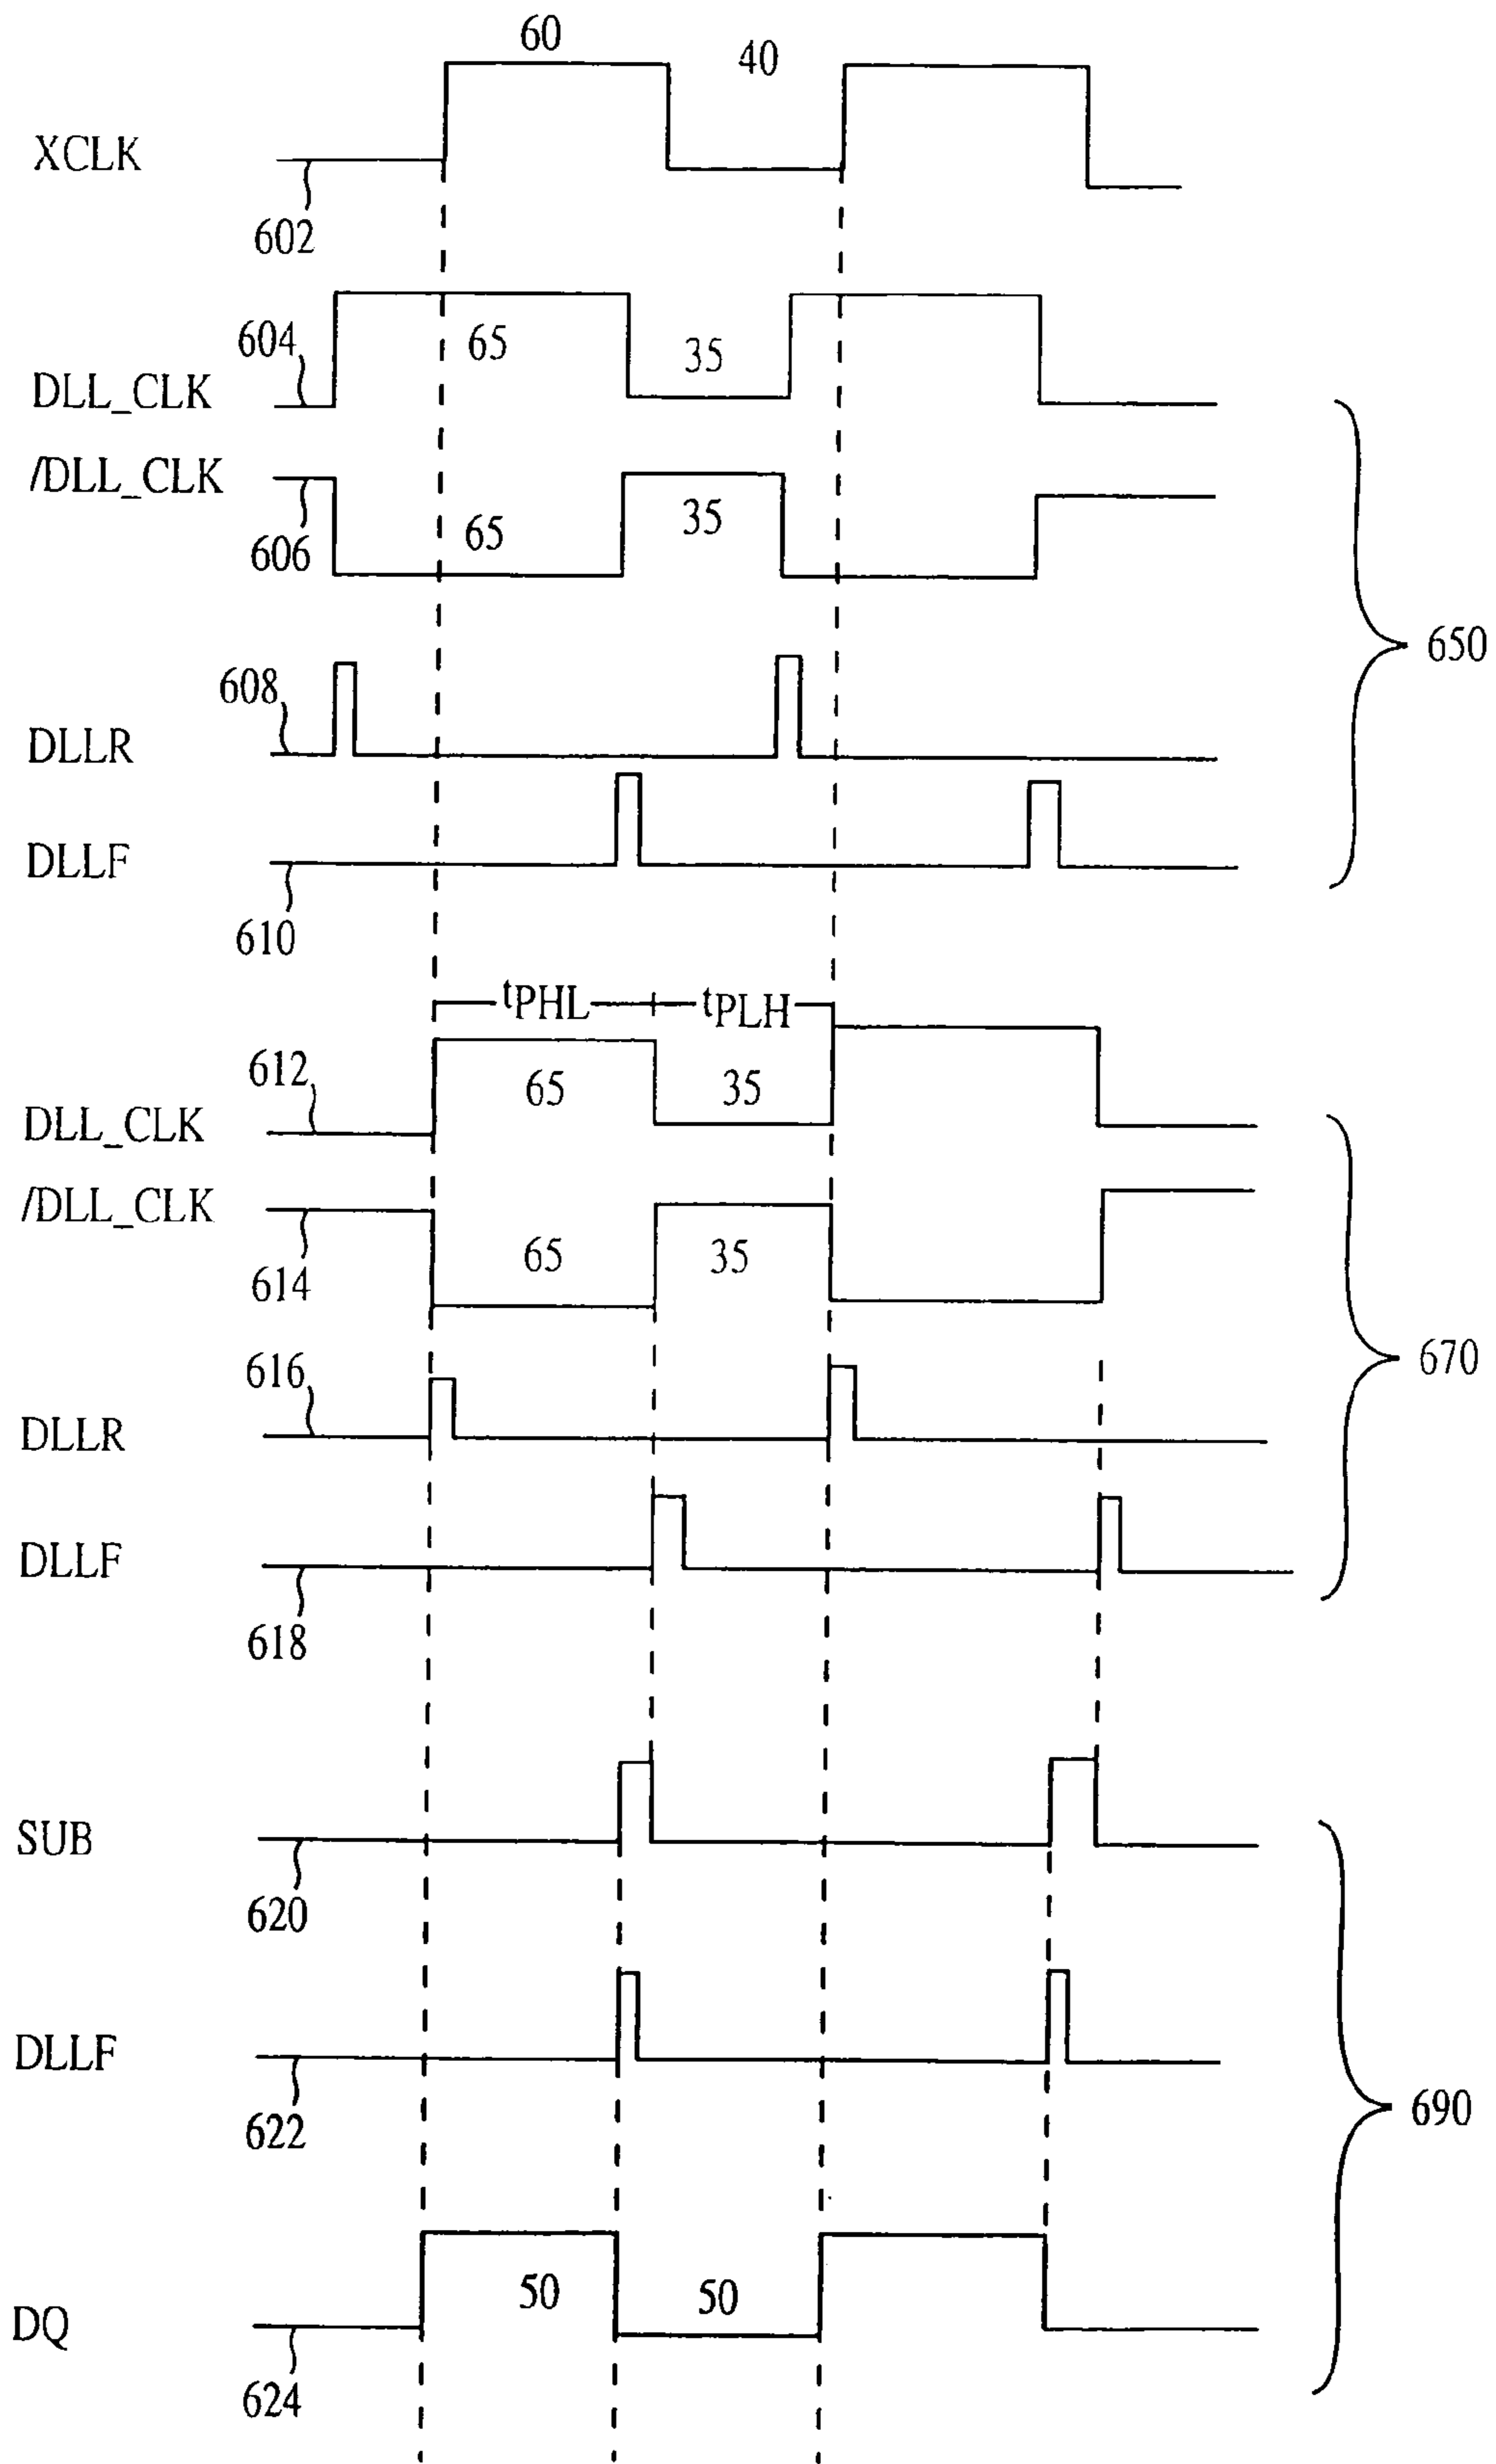 60
40
XCLK
602
604
65
35
DLL_CLK
/DLL_CLK
606
65
35
650
608
DLLR
DLLF
610
tPHL
tPLH
612
65
35
DLL_CLK
/DLL_CLK
614
65
35
670
616
DLLR
DLLF
618
SUB
620
DLLF
622
690
50
50
DQ
624